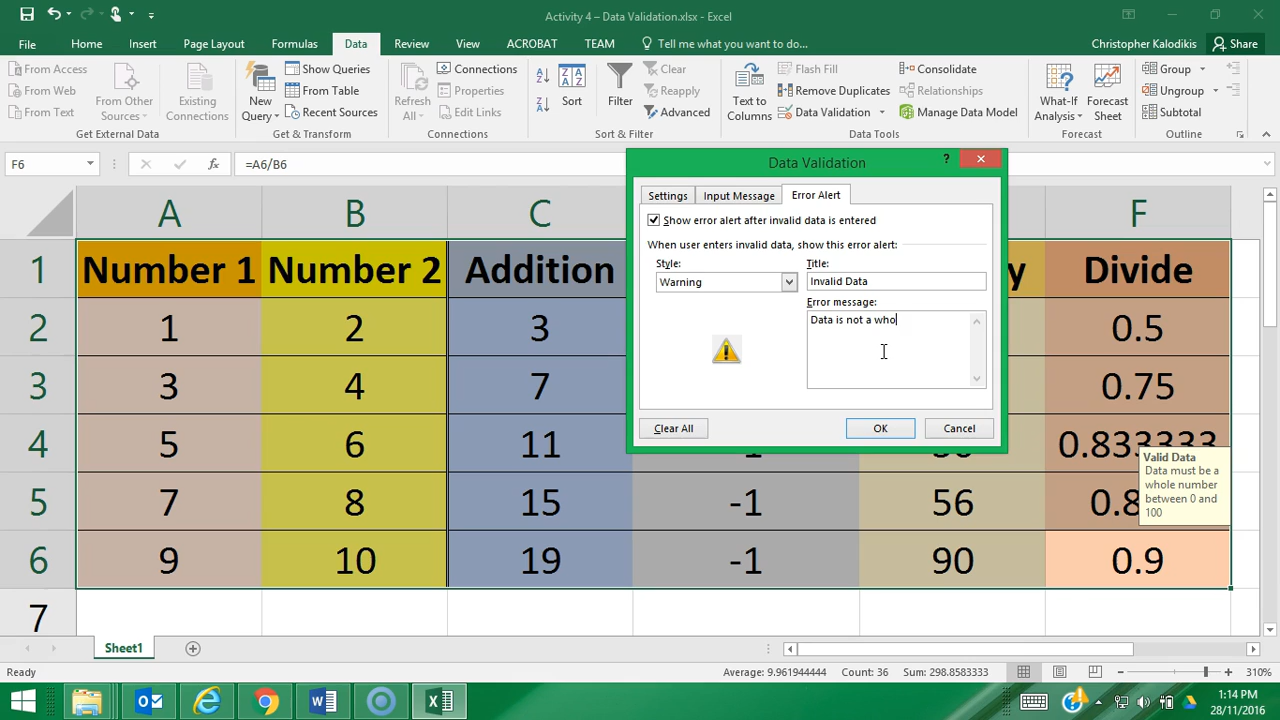 Activity 4 – Data Validation.xlsx - Excel
File Home Insert Page Layout Formulas Data Review View ACROBAT TEAM Tell me what you want to do... Christopher Kalodikis Share
From Access
From Web
From Text
From Other Sources
Existing Connections
Get External Data
New Query
Show Queries
From Table
Recent Sources
Get & Transform
Refresh All
Connections
Properties
Edit Links
Connections
Sort
Filter
Clear
Reapply
Advanced
Sort & Filter
Text to Columns
Flash Fill
Remove Duplicates
Data Validation
Consolidate
Relationships
Manage Data Model
Data Tools
What-If Analysis
Forecast Sheet
Forecast
Group
Ungroup
Subtotal
Outline
F6 fx =A6/B6
A B C F
1 Number 1 Number 2 Addition y Divide
2 1 2 3 0.5
3 3 4 7 0.75
4 5 6 11 0.833333
5 7 8 15 -1 56 0.8
6 9 10 19 -1 90 0.9
7
Data Validation
?
Settings Input Message Error Alert
Show error alert after invalid data is entered
When user enters invalid data, show this error alert:
Style: Title:
Warning Invalid Data
Error message:
Data is not a who
Clear All OK Cancel
Valid Data
Data must be a
whole number
between 0 and
100
Sheet1
Ready Average: 9.961944444 Count: 36 Sum: 298.8583333 310%
1:14 PM
28/11/2016